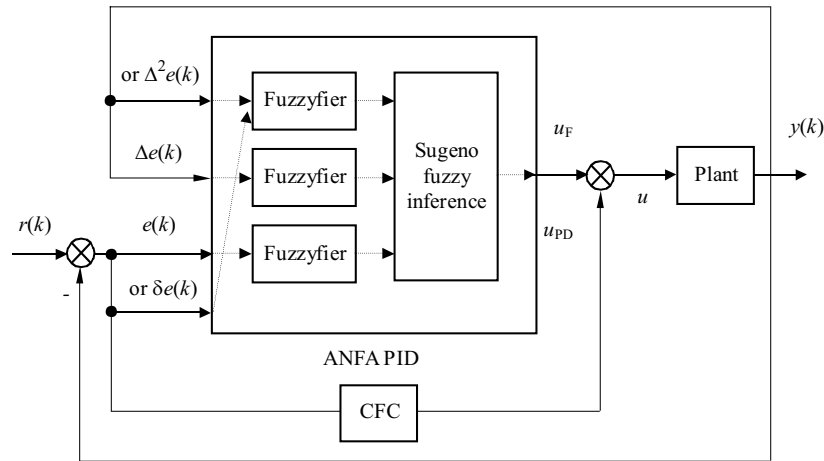 or Δ²e(k)
Fuzzyfier
Δe(k)
Fuzzyfier
Sugeno
fuzzy
inference
u_F
y(k)
Plant
u
r(k)
e(k)
Fuzzyfier
u_PD
-
or δe(k)
ANFA PID
CFC